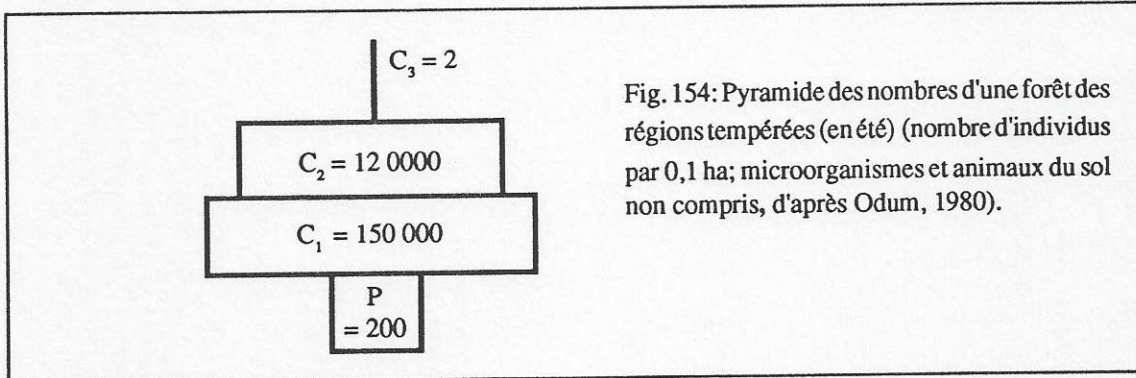 C₃ = 2
C₂ = 12 0000
C₁ = 150 000
P
= 200
Fig. 154: Pyramide des nombres d'une forêt des
régions tempérées (en été) (nombre d'individus
par 0,1 ha; microorganismes et animaux du sol
non compris, d'après Odum, 1980).